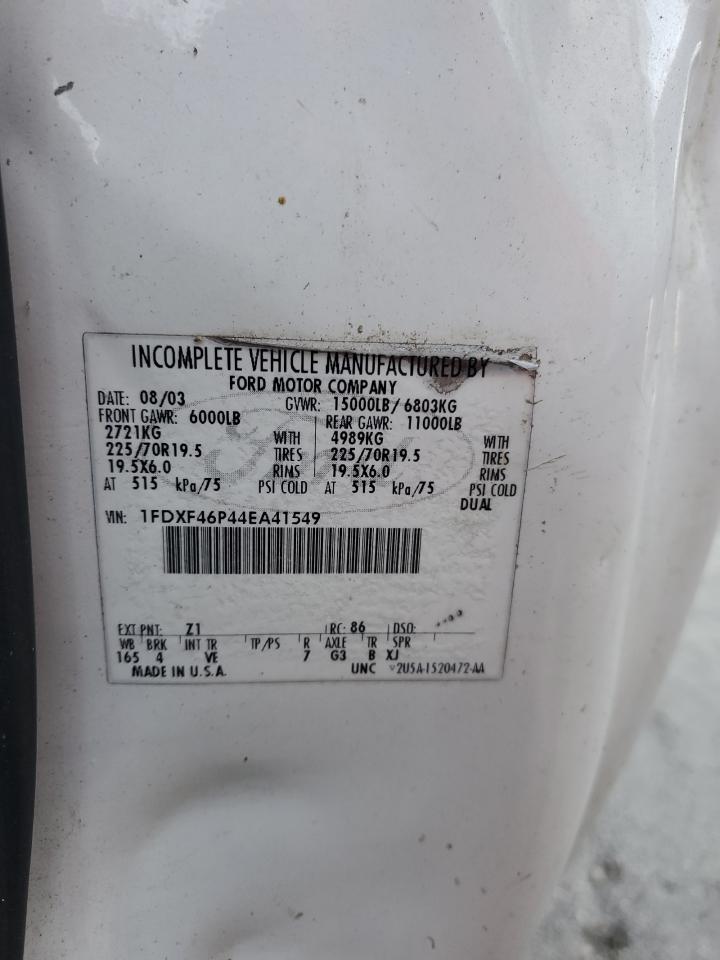 INCOMPLETE VEHICLE MANUFACTURED BY
FORD MOTOR COMPANY
DATE: 08/03 GVWR: 15000LB/ 6803KG
FRONT GAWR: 6000LB REAR GAWR: 11000LB
2721KG WITH 4989KG WITH
225/70R19.5 TIRES 225/70R19.5 TIRES
19.5X6.0 RIMS 19.5X6.0 RIMS
AT 515 kPa/75 PSI COLD AT 515 kPa/75 PSI COLD
DUAL
VIN: 1FDXF46P44EA41549
EXT PNT: Z1 RC: 86 DSO:
WB BRK INT TR TP/PS R AXLE TR SPR
165 4 VE 7 G3 B XJ
MADE IN U.S.A. UNC 2U5A-1520472-AA